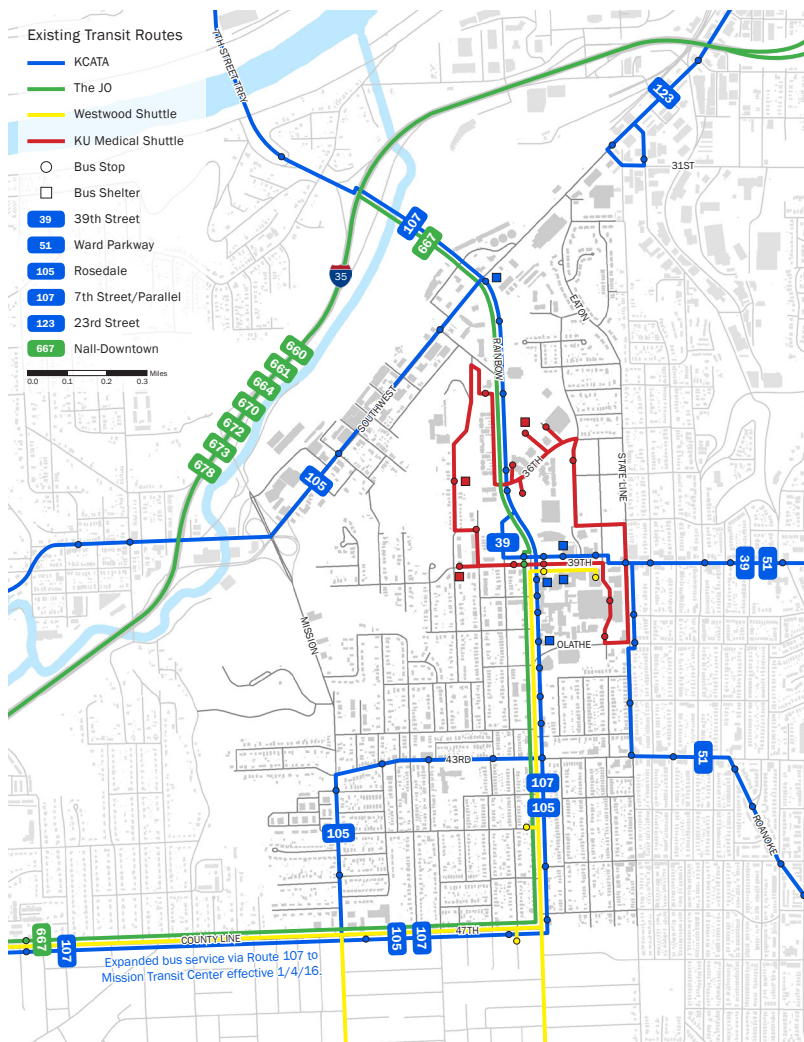 Existing Transit Routes
KCATA
The JO
Westwood Shuttle
KU Medical Shuttle
Bus Stop
Bus Shelter
39 39th Street
51 Ward Parkway
105 Rosedale
107 7th Street/Parallel
123 23rd Street
667 Nall-Downtown
Miles
0.0 0.1 0.2 0.3
7TH STREET TRFY
123
31ST
107
667
35
EATON
RAINBOW
660
661
664
670
672
673
678
SOUTHWEST
105
36TH
STATE LINE
39
39TH
39
51
MISSION
OLATHE
43RD
51
107
105
105
ROANOKE
667
107
COUNTY LINE
105
107
47TH
Expanded bus service via Route 107 to
Mission Transit Center effective 1/4/16.